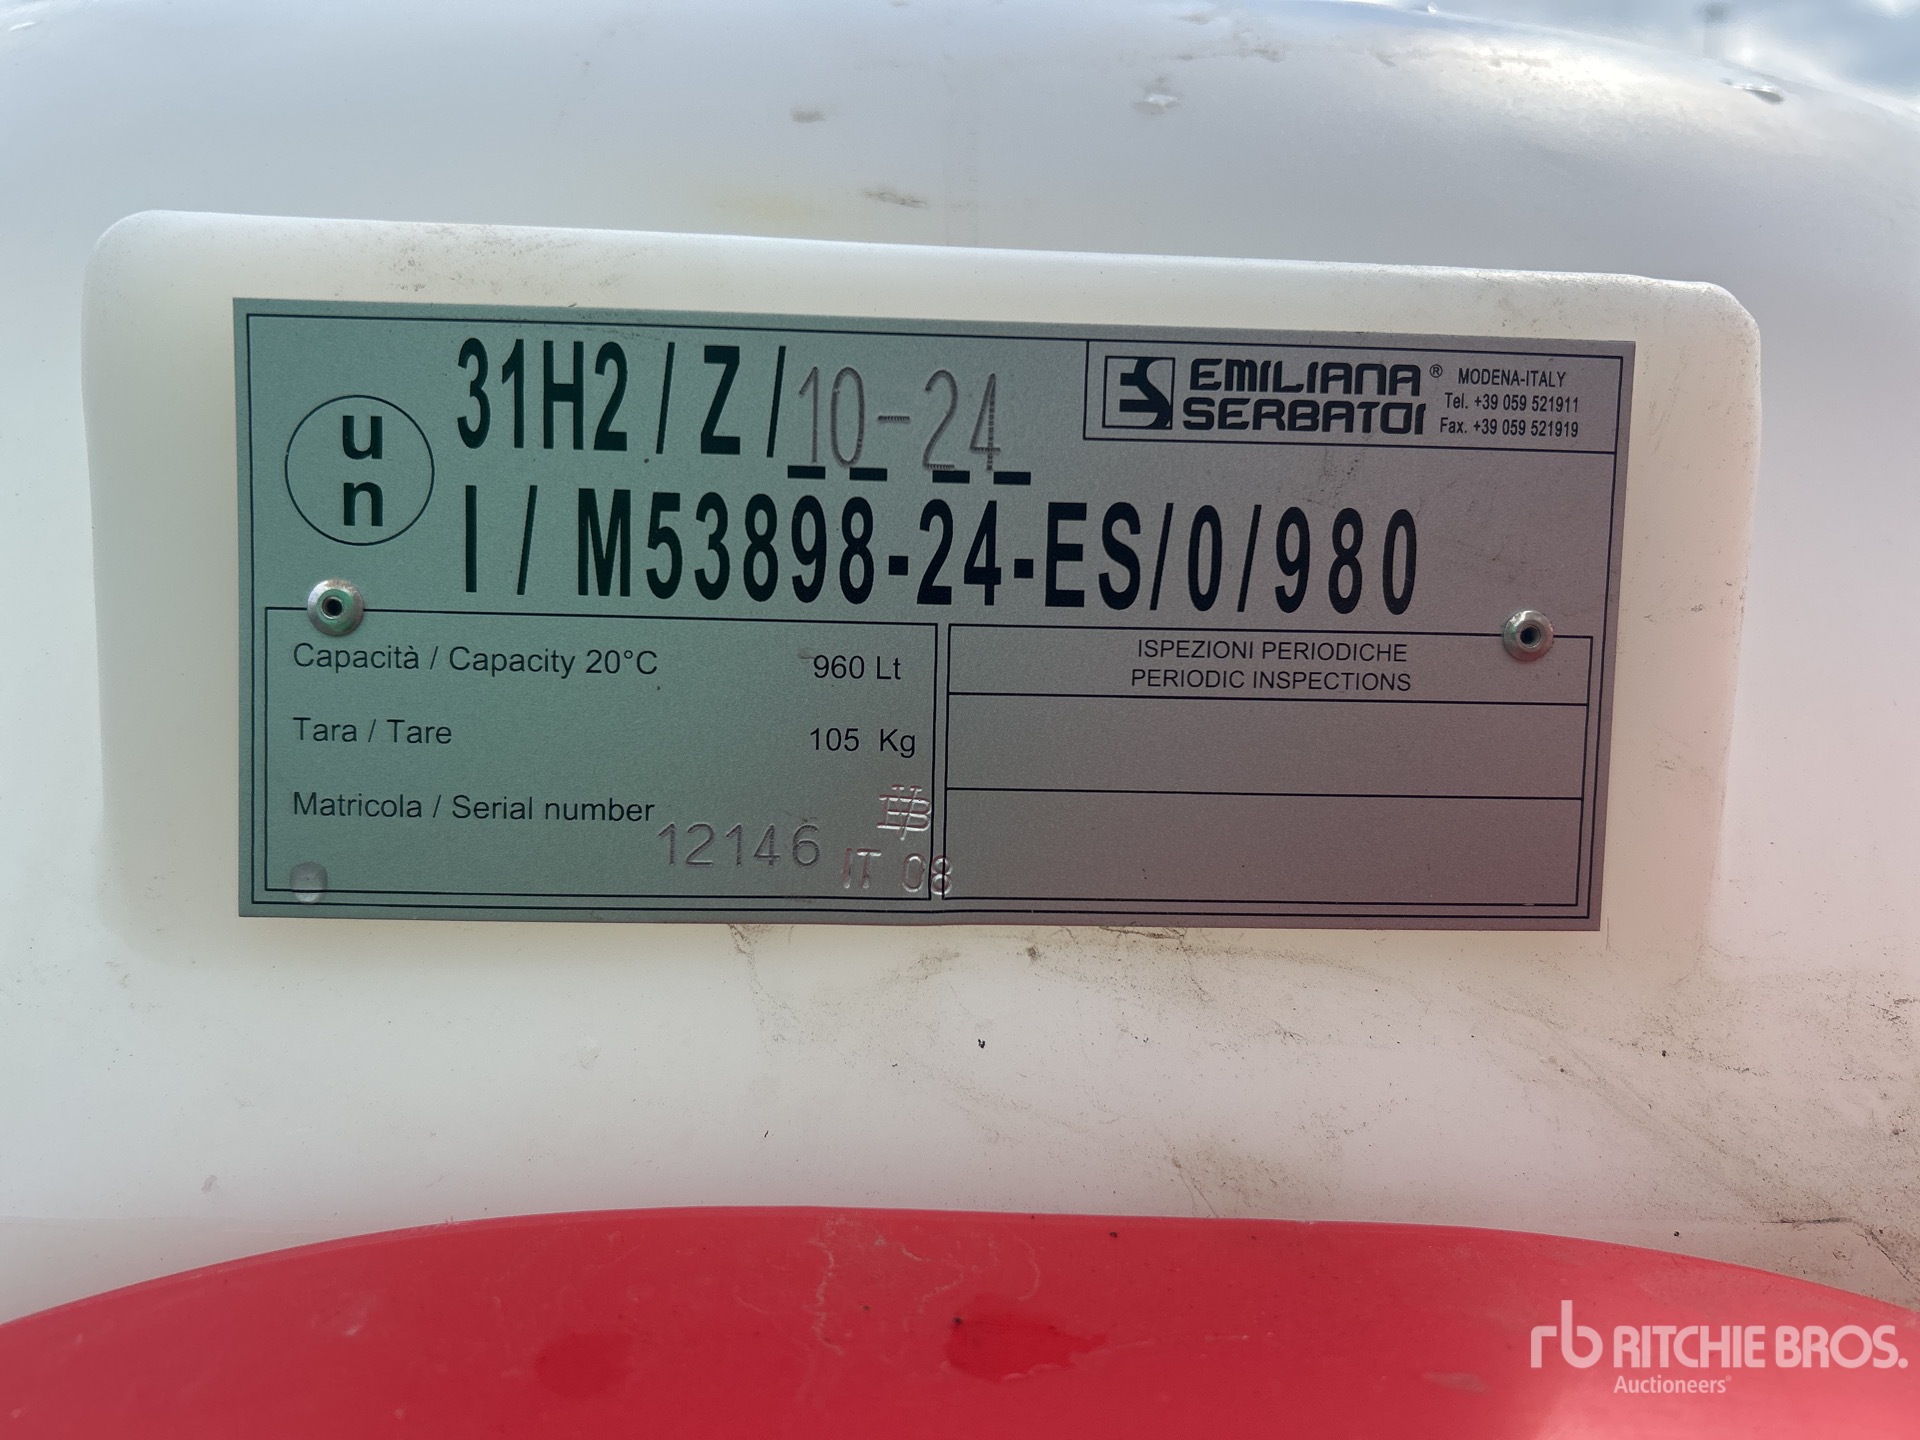 un
31H2/Z/10-24
I/M53898-24-ES/0/980
EMILIANA SERBATOI®
MODENA-ITALY
Tel. +39 059 521911
Fax. +39 059 521919
Capacità / Capacity 20°C 960 Lt
Tara / Tare 105 Kg
Matricola / Serial number 12146
IT 08
ISPEZIONI PERIODICHE
PERIODIC INSPECTIONS
rb RITCHIE BROS.
Auctioneers